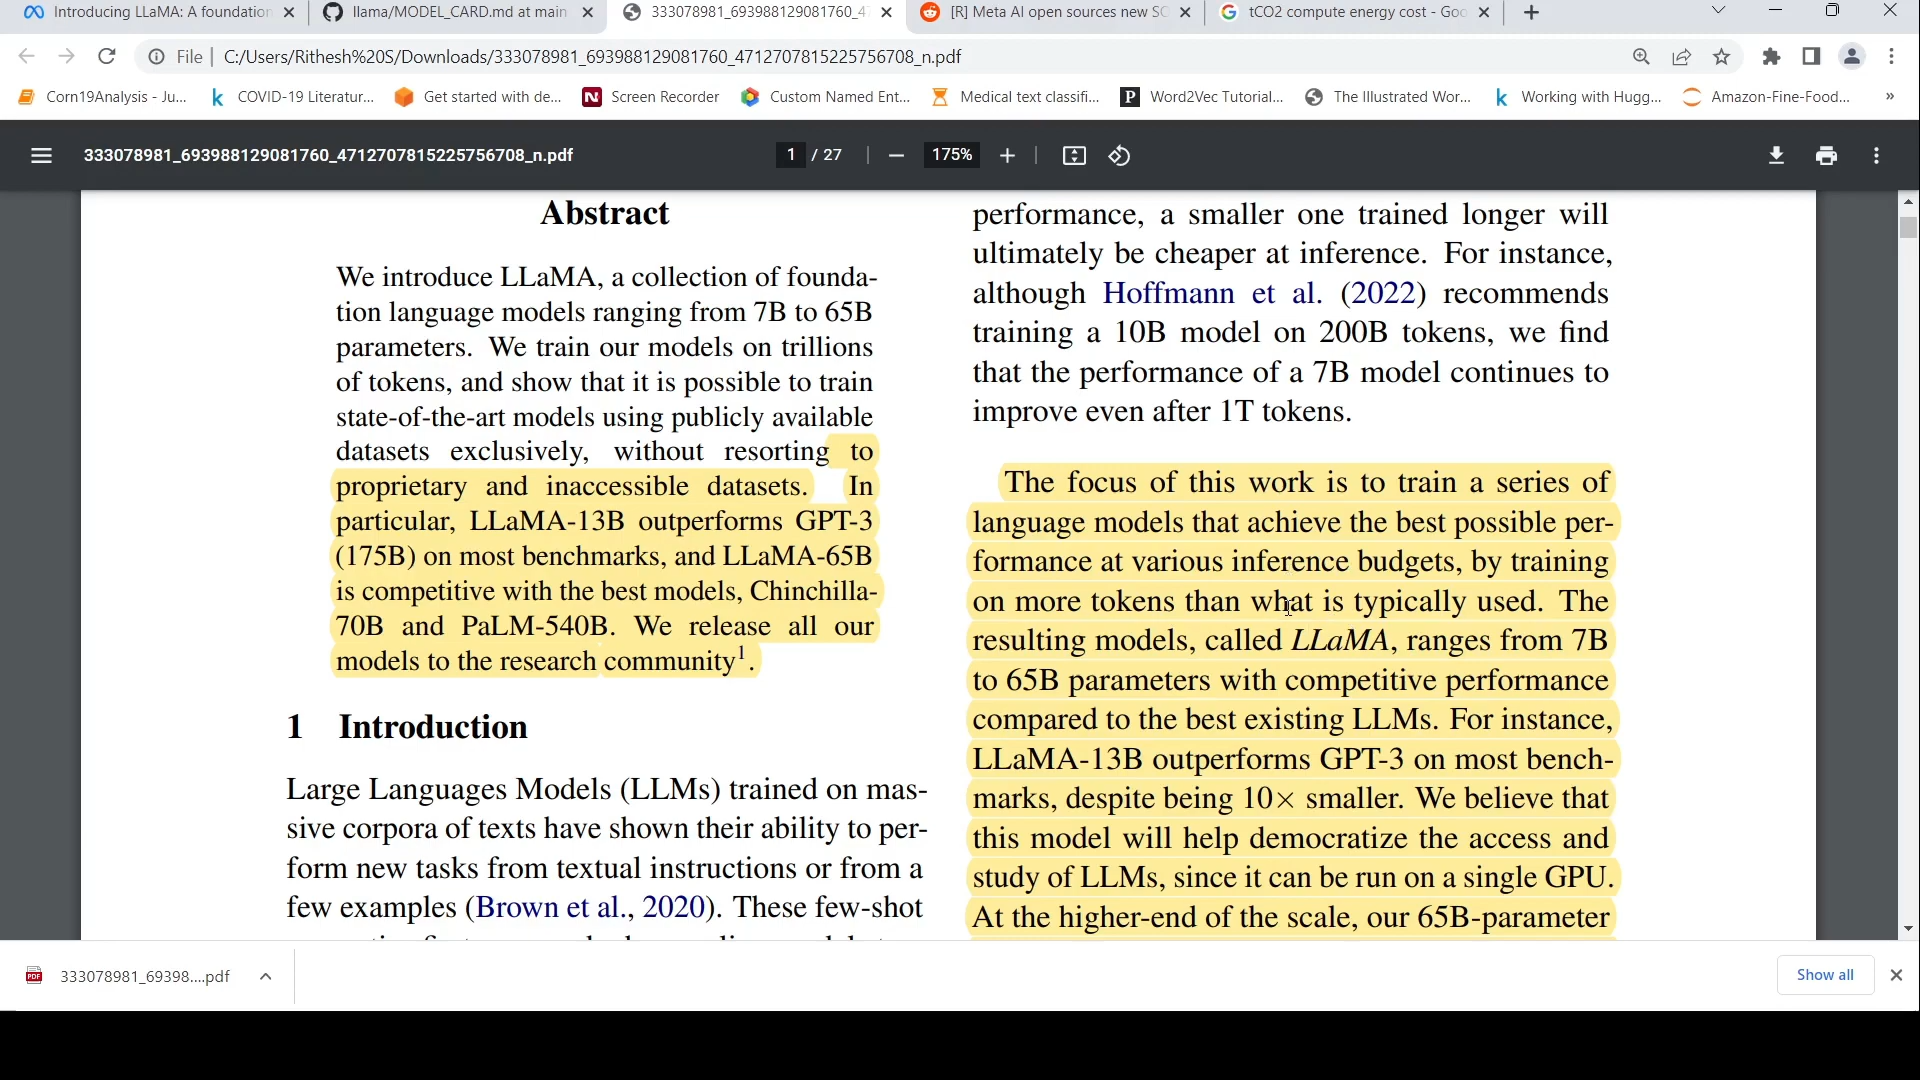 Introducing LLaMA: A foundation
llama/MODEL_CARD.md at main
333078981_693988129081760_47
[R] Meta AI open sources new SO
tCO2 compute energy cost - Goo
File
C:/Users/Rithesh%20S/Downloads/333078981_693988129081760_4712707815225756708_n.pdf
Corn19Analysis - Ju...
COVID-19 Literatur...
Get started with de...
Screen Recorder
Custom Named Ent...
Medical text classifi...
Word2Vec Tutorial...
The Illustrated Wor...
Working with Hugg...
Amazon-Fine-Food...
»
333078981_693988129081760_4712707815225756708_n.pdf
1 / 27
175%
Abstract
We introduce LLaMA, a collection of founda-
tion language models ranging from 7B to 65B
parameters. We train our models on trillions
of tokens, and show that it is possible to train
state-of-the-art models using publicly available
datasets exclusively, without resorting to
proprietary and inaccessible datasets. In
particular, LLaMA-13B outperforms GPT-3
(175B) on most benchmarks, and LLaMA-65B
is competitive with the best models, Chinchilla-
70B and PaLM-540B. We release all our
models to the research community1.
1 Introduction
Large Languages Models (LLMs) trained on mas-
sive corpora of texts have shown their ability to per-
form new tasks from textual instructions or from a
few examples (Brown et al., 2020). These few-shot
performance, a smaller one trained longer will
ultimately be cheaper at inference. For instance,
although Hoffmann et al. (2022) recommends
training a 10B model on 200B tokens, we find
that the performance of a 7B model continues to
improve even after 1T tokens.
The focus of this work is to train a series of
language models that achieve the best possible per-
formance at various inference budgets, by training
on more tokens than what is typically used. The
resulting models, called LLaMA, ranges from 7B
to 65B parameters with competitive performance
compared to the best existing LLMs. For instance,
LLaMA-13B outperforms GPT-3 on most bench-
marks, despite being 10× smaller. We believe that
this model will help democratize the access and
study of LLMs, since it can be run on a single GPU.
At the higher-end of the scale, our 65B-parameter
333078981_69398....pdf
Show all